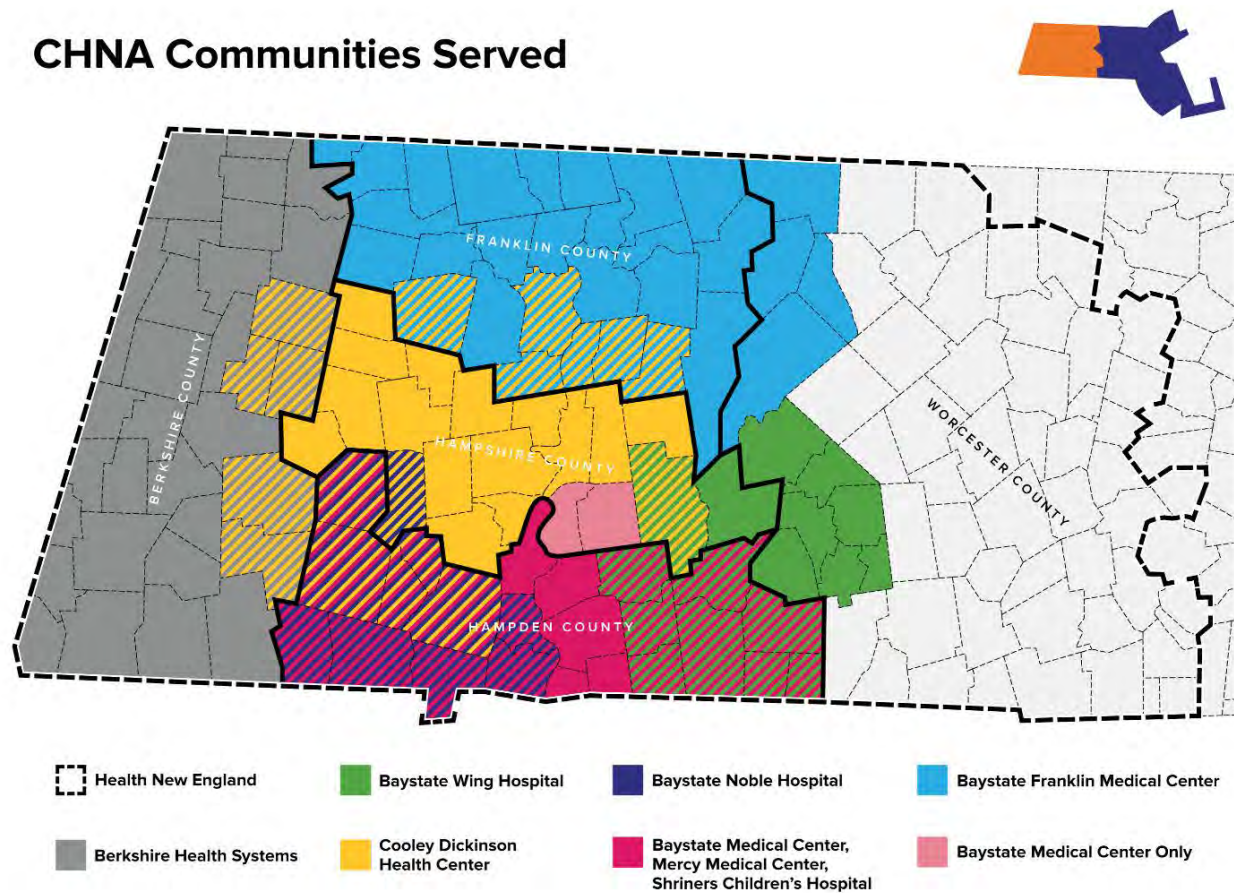 CHNA Communities Served
FRANKLIN COUNTY
BERKSHIRE COUNTY
HAMPSHIRE COUNTY
WORCESTER COUNTY
HAMPDEN COUNTY
Health New England
Baystate Wing Hospital
Baystate Noble Hospital
Baystate Franklin Medical Center
Berkshire Health Systems
Cooley Dickinson
Health Center
Baystate Medical Center,
Mercy Medical Center,
Shriners Children's Hospital
Baystate Medical Center Only